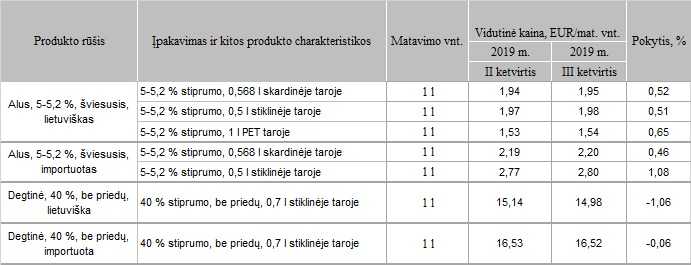 Produkto rūšis Įpakavimas ir kitos produkto charakteristikos Matavimo vnt. Vidutinė kaina, EUR/mat. vnt. Pokytis, %
2019 m. 2019 m.
II ketvirtis III ketvirtis
Alus, 5-5,2 %, šviesusis, lietuviškas
5-5,2 % stiprumo, 0,568 l skardinėje taroje 1 l 1,94 1,95 0,52
5-5,2 % stiprumo, 0,5 l stiklinėje taroje 1 l 1,97 1,98 0,51
5-5,2 % stiprumo, 1 l PET taroje 1 l 1,53 1,54 0,65
Alus, 5-5,2 %, šviesusis, importuotas
5-5,2 % stiprumo, 0,568 l skardinėje taroje 1 l 2,19 2,20 0,46
5-5,2 % stiprumo, 0,5 l stiklinėje taroje 1 l 2,77 2,80 1,08
Degtinė, 40 %, be priedų, lietuviška
40 % stiprumo, be priedų, 0,7 l stiklinėje taroje 1 l 15,14 14,98 -1,06
Degtinė, 40 %, be priedų, importuota
40 % stiprumo, be priedų, 0,7 l stiklinėje taroje 1 l 16,53 16,52 -0,06